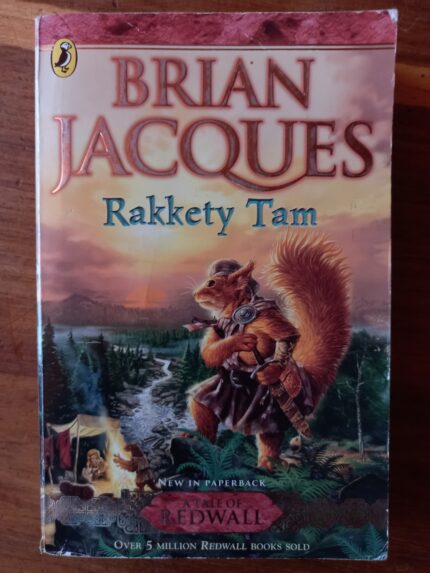 BRIAN
JACQUES
Rakkety Tam
NEW IN PAPERBACK
A TALE OF
REDWALL
OVER 5 MILLION REDWALL BOOKS SOLD